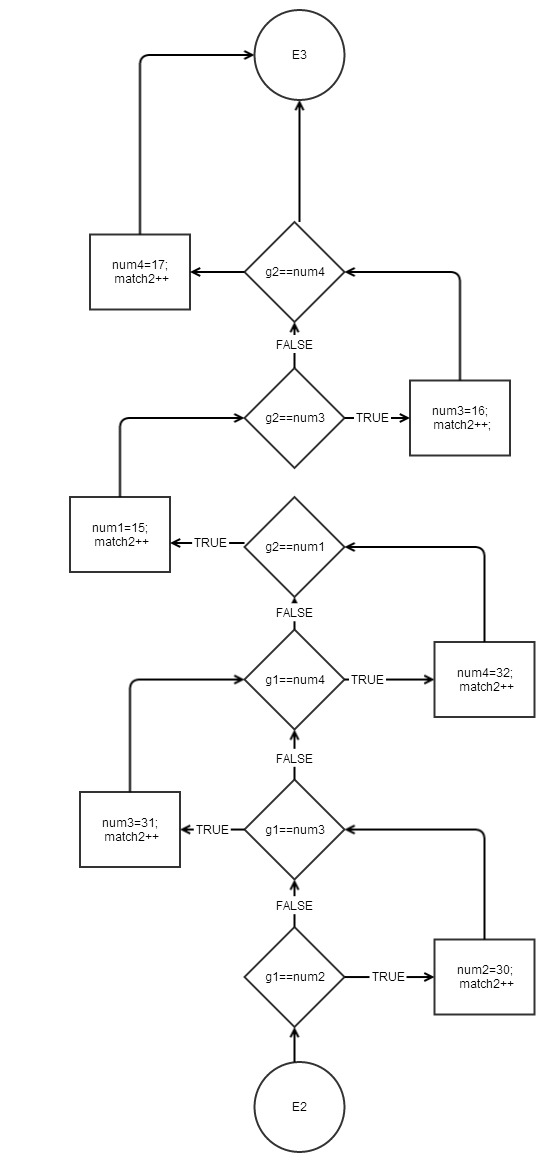 E3
num4=17;
match2++
g2==num4
FALSE
g2==num3
TRUE
num3=16;
match2++;
num1=15;
match2++
TRUE
g2==num1
FALSE
g1==num4
TRUE
num4=32;
match2++
FALSE
num3=31;
match2++
TRUE
g1==num3
FALSE
g1==num2
TRUE
num2=30;
match2++
E2